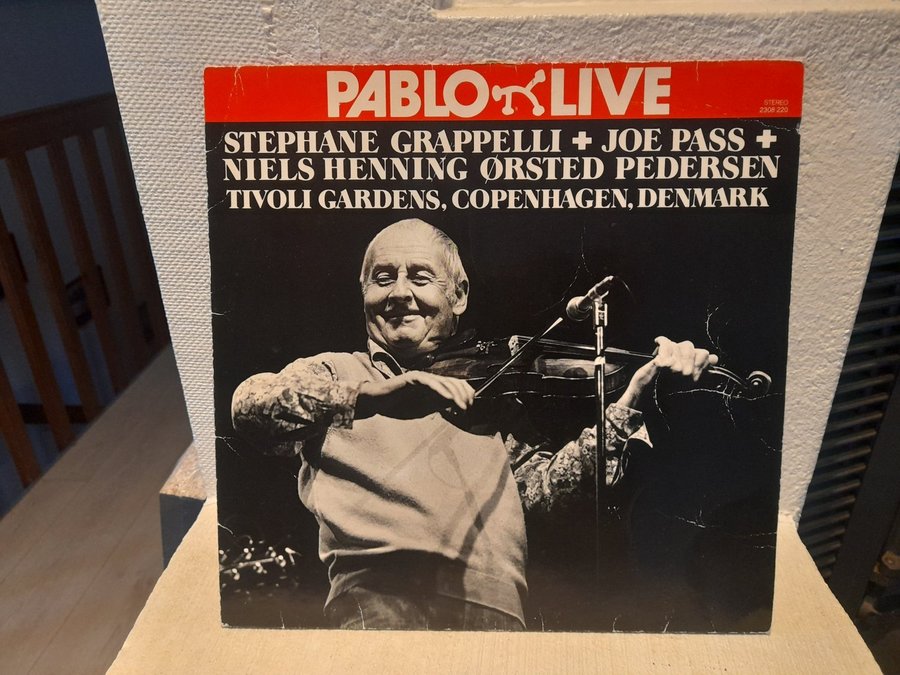 PABLO LIVE
STEREO
2308 220
STEPHANE GRAPPELLI + JOE PASS +
NIELS HENNING ØRSTED PEDERSEN
TIVOLI GARDENS, COPENHAGEN, DENMARK